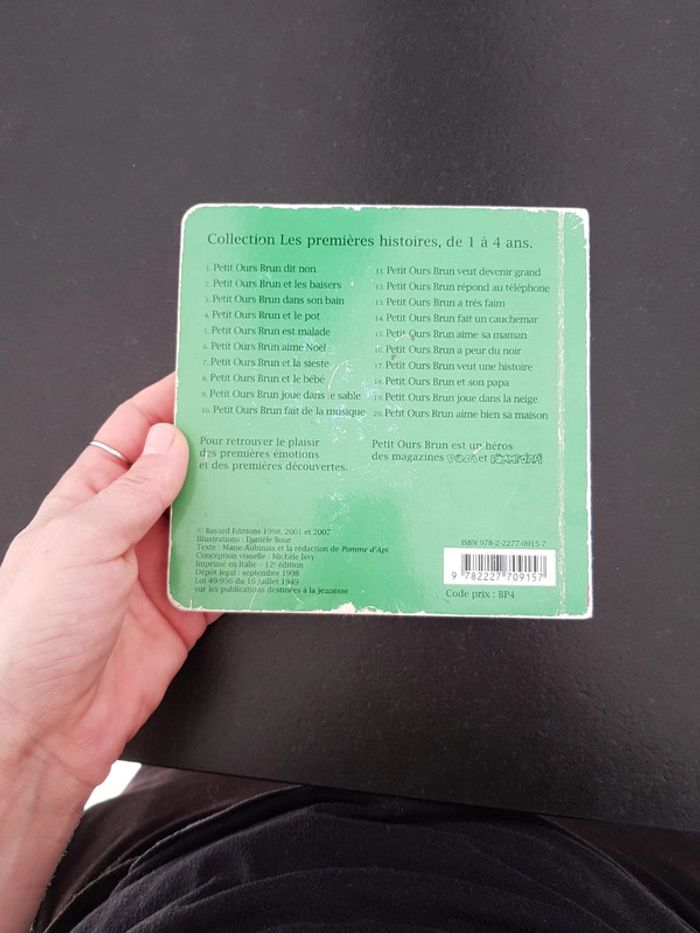 Collection Les premières histoires, de 1 à 4 ans.
1. Petit Ours Brun dit non
2. Petit Ours Brun et les baisers
3. Petit Ours Brun dans son bain
4. Petit Ours Brun et le pot
5. Petit Ours Brun est malade
6. Petit Ours Brun aime Noël
7. Petit Ours Brun et la sieste
8. Petit Ours Brun et le bébé
9. Petit Ours Brun joue dans le sable
10. Petit Ours Brun fait de la musique
11. Petit Ours Brun veut devenir grand
12. Petit Ours Brun répond au téléphone
13. Petit Ours Brun a très faim
14. Petit Ours Brun fait un cauchemar
15. Petit Ours Brun aime sa maman
16. Petit Ours Brun a peur du noir
17. Petit Ours Brun veut une histoire
18. Petit Ours Brun et son papa
19. Petit Ours Brun joue dans la neige
20. Petit Ours Brun aime bien sa maison
Pour retrouver le plaisir
des premières émotions
et des premières découvertes.
Petit Ours Brun est un héros
des magazines et POMME D'API
© Bayard Editions 1998, 2001 et 2007
Illustrations : Danièle Bour
Texte : Marie Aubinais et la rédaction de Pomme d'Api
Conception visuelle : Michèle Isvy
Imprimé en Italie - 12e édition
Dépôt légal : septembre 1998
Loi 49-956 du 16 juillet 1949
sur les publications destinées à la jeunesse
ISBN 978-2-2277-0915-7
9 782227 709157
Code prix : BP4